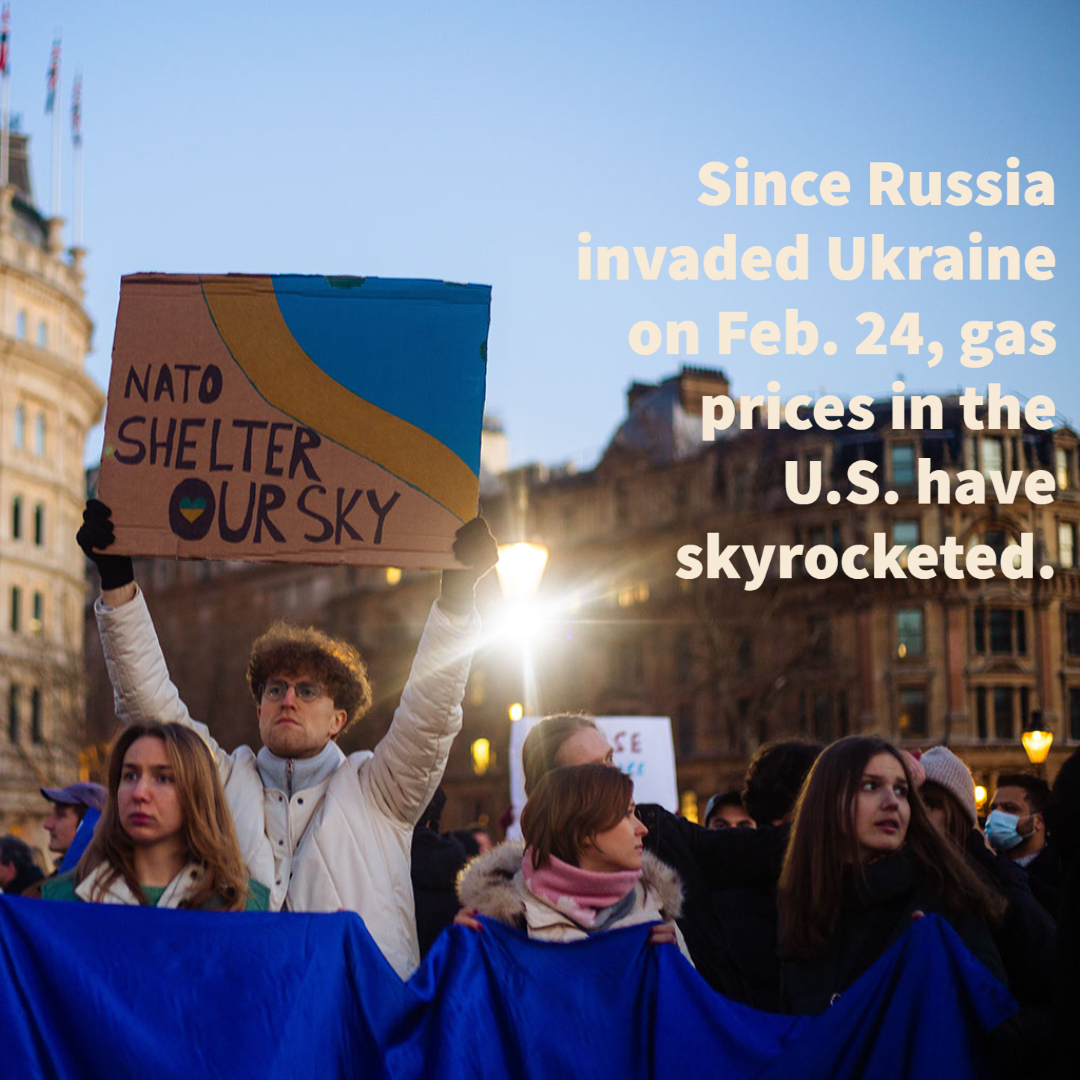 Since Russia
invaded Ukraine
on Feb. 24, gas
prices in the
U.S. have
skyrocketed.
NATO
SHELTER
OUR SKY